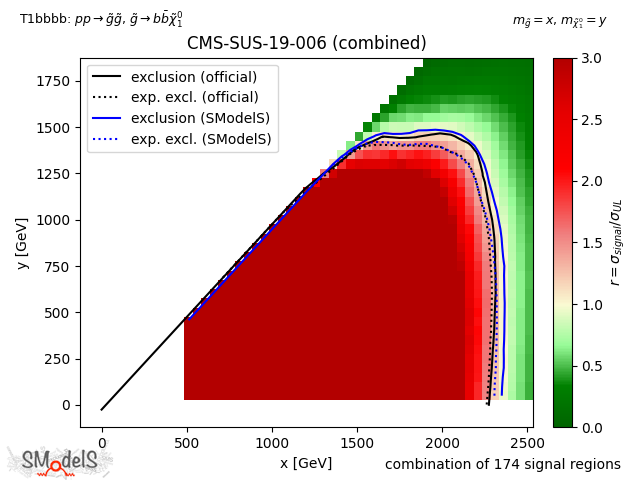 T1bbbb: pp → g̃g̃, g̃ → bb̄χ̃₁⁰
m_g̃ = x, m_χ̃₁⁰ = y
CMS-SUS-19-006 (combined)
exclusion (official)
exp. excl. (official)
exclusion (SModelS)
exp. excl. (SModelS)
y [GeV]
1750
1500
1250
1000
750
500
250
0
0
500
1000
1500
2000
2500
x [GeV]
3.0
2.5
2.0
1.5
1.0
0.5
0.0
r = σ_signal/σ_UL
SModelS
combination of 174 signal regions